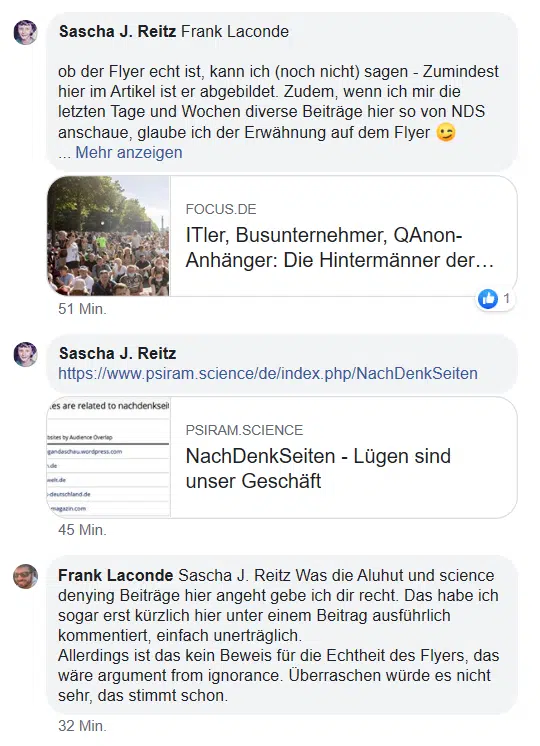 Sascha J. Reitz Frank Laconde
ob der Flyer echt ist, kann ich (noch nicht) sagen - Zumindest
hier im Artikel ist er abgebildet. Zudem, wenn ich mir die
letzten Tage und Wochen diverse Beiträge hier so von NDS
anschaue, glaube ich der Erwähnung auf dem Flyer 😉
... Mehr anzeigen
FOCUS.DE
ITler, Busunternehmer, QAnon-
Anhänger: Die Hintermänner der…
1
51 Min.
Sascha J. Reitz
https://www.psiram.science/de/index.php/NachDenkSeiten
es are related to nachdenkseit
bsites by Audience Overlap
gandaschau.wordpress.com
n.de
welt.de
-deutschland.de
magazin.com
PSIRAM.SCIENCE
NachDenkSeiten - Lügen sind
unser Geschäft
45 Min.
Frank Laconde Sascha J. Reitz Was die Aluhut und science
denying Beiträge hier angeht gebe ich dir recht. Das habe ich
sogar erst kürzlich hier unter einem Beitrag ausführlich
kommentiert, einfach unerträglich.
Allerdings ist das kein Beweis für die Echtheit des Flyers, das
wäre argument from ignorance. Überraschen würde es nicht
sehr, das stimmt schon.
32 Min.